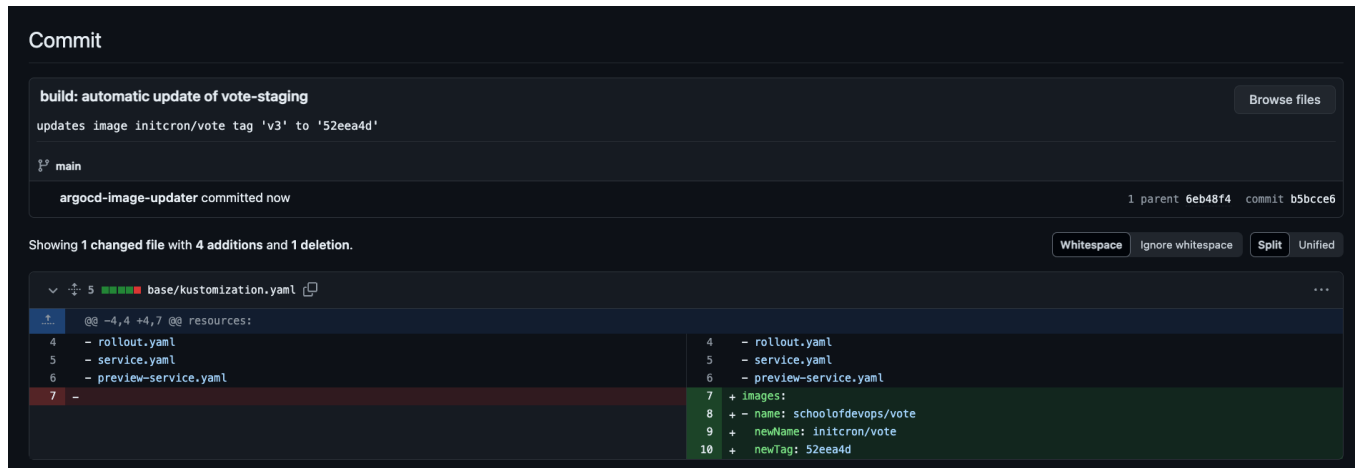 Commit
build: automatic update of vote-staging
Browse files
updates image initcron/vote tag 'v3' to '52eea4d'
main
argocd-image-updater committed now
1 parent 6eb48f4 commit b5bcce6
Showing 1 changed file with 4 additions and 1 deletion.
Whitespace Ignore whitespace Split Unified
5 base/kustomization.yaml
@@ -4,4 +4,7 @@ resources:
4 - rollout.yaml
5 - service.yaml
6 - preview-service.yaml
7 -
4 - rollout.yaml
5 - service.yaml
6 - preview-service.yaml
7 + images:
8 + - name: schoolofdevops/vote
9 + newName: initcron/vote
10 + newTag: 52eea4d